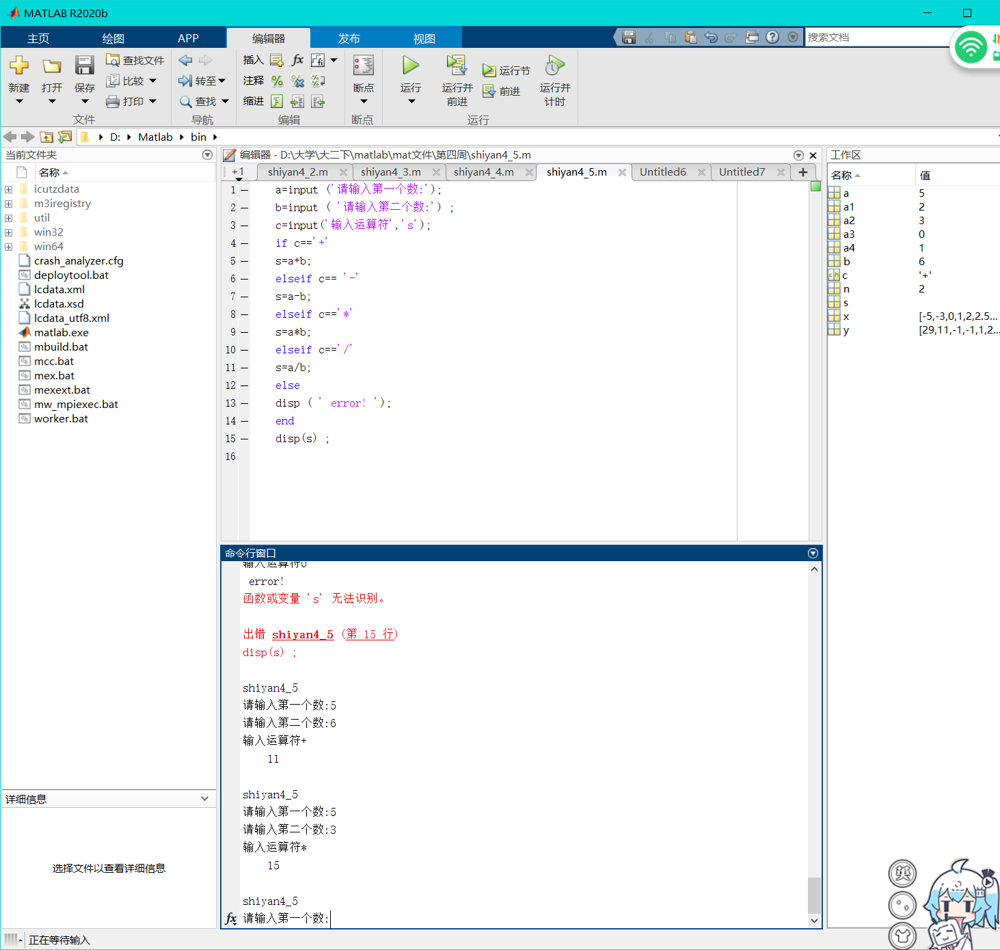 MATLAB R2020b
主页 绘图 APP 编辑器 发布 视图
搜索文档
新建 打开 保存
查找文件
比较
打印
文件
转至
查找
导航
插入 fx
注释
缩进
编辑
断点
断点
运行
运行并
前进
运行节
前进
运行并
计时
运行
D: Matlab bin
当前文件夹
名称
icutzdata
m3iregistry
util
win32
win64
crash_analyzer.cfg
deploytool.bat
lcdata.xml
lcdata.xsd
lcdata_utf8.xml
matlab.exe
mbuild.bat
mcc.bat
mex.bat
mexext.bat
mw_mpiexec.bat
worker.bat
详细信息
选择文件以查看详细信息
编辑器 - D:\大学\大二下\matlab\mat文件\第四周\shiyan4_5.m
+1 shiyan4_2.m shiyan4_3.m shiyan4_4.m shiyan4_5.m Untitled6 Untitled7 +
1 — a=input ('请输入第一个数:');
2 — b=input ( '请输入第二个数:') ;
3 — c=input('输入运算符','s');
4 — if c=='+'
5 — s=a+b;
6 — elseif c== '-'
7 — s=a-b;
8 — elseif c=='*'
9 — s=a*b;
10 — elseif c=='/'
11 — s=a/b;
12 — else
13 — disp ( ' error! ');
14 — end
15 — disp(s) ;
16
命令行窗口
输入运算符0
error!
函数或变量 's' 无法识别。
出错 shiyan4_5 (第 15 行)
disp(s) ;
shiyan4_5
请输入第一个数:5
请输入第二个数:6
输入运算符+
11
shiyan4_5
请输入第一个数:5
请输入第二个数:3
输入运算符*
15
shiyan4_5
fx 请输入第一个数:
工作区
名称 值
a 5
a1 2
a2 3
a3 0
a4 1
b 6
c '+'
n 2
s
x [-5,-3,0,1,2,2.5...
y [29,11,-1,-1,1,2...
英
正在等待输入